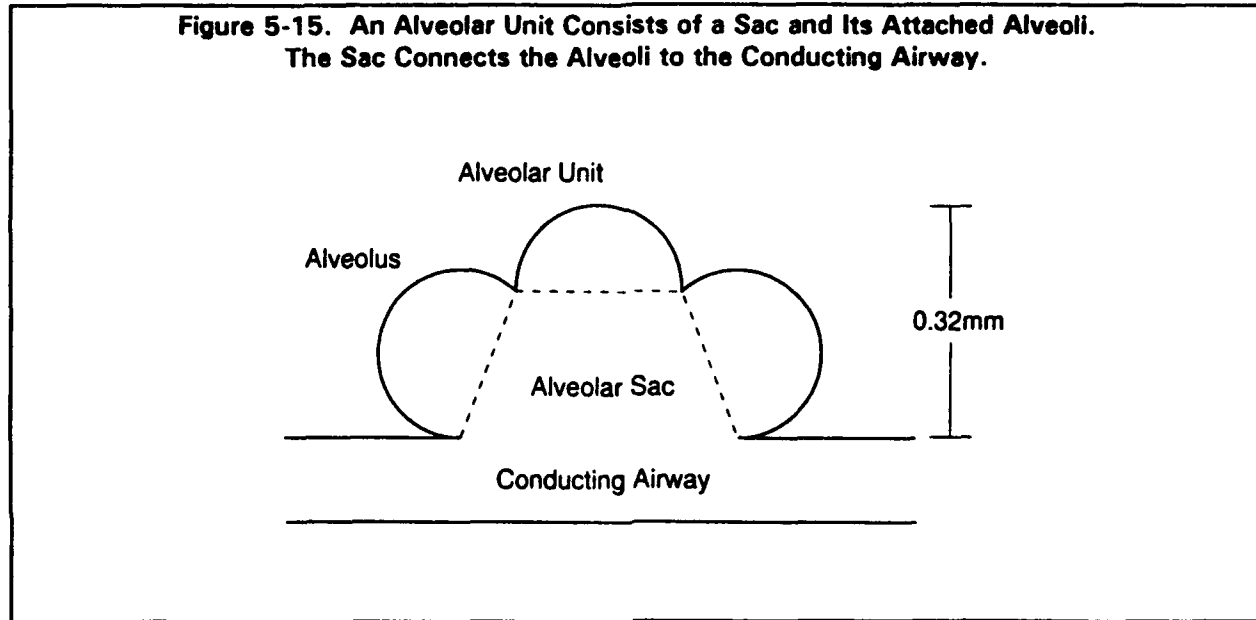 Figure 5-15. An Alveolar Unit Consists of a Sac and Its Attached Alveoli.
The Sac Connects the Alveoli to the Conducting Airway.
Alveolar Unit
Alveolus
0.32mm
Alveolar Sac
Conducting Airway